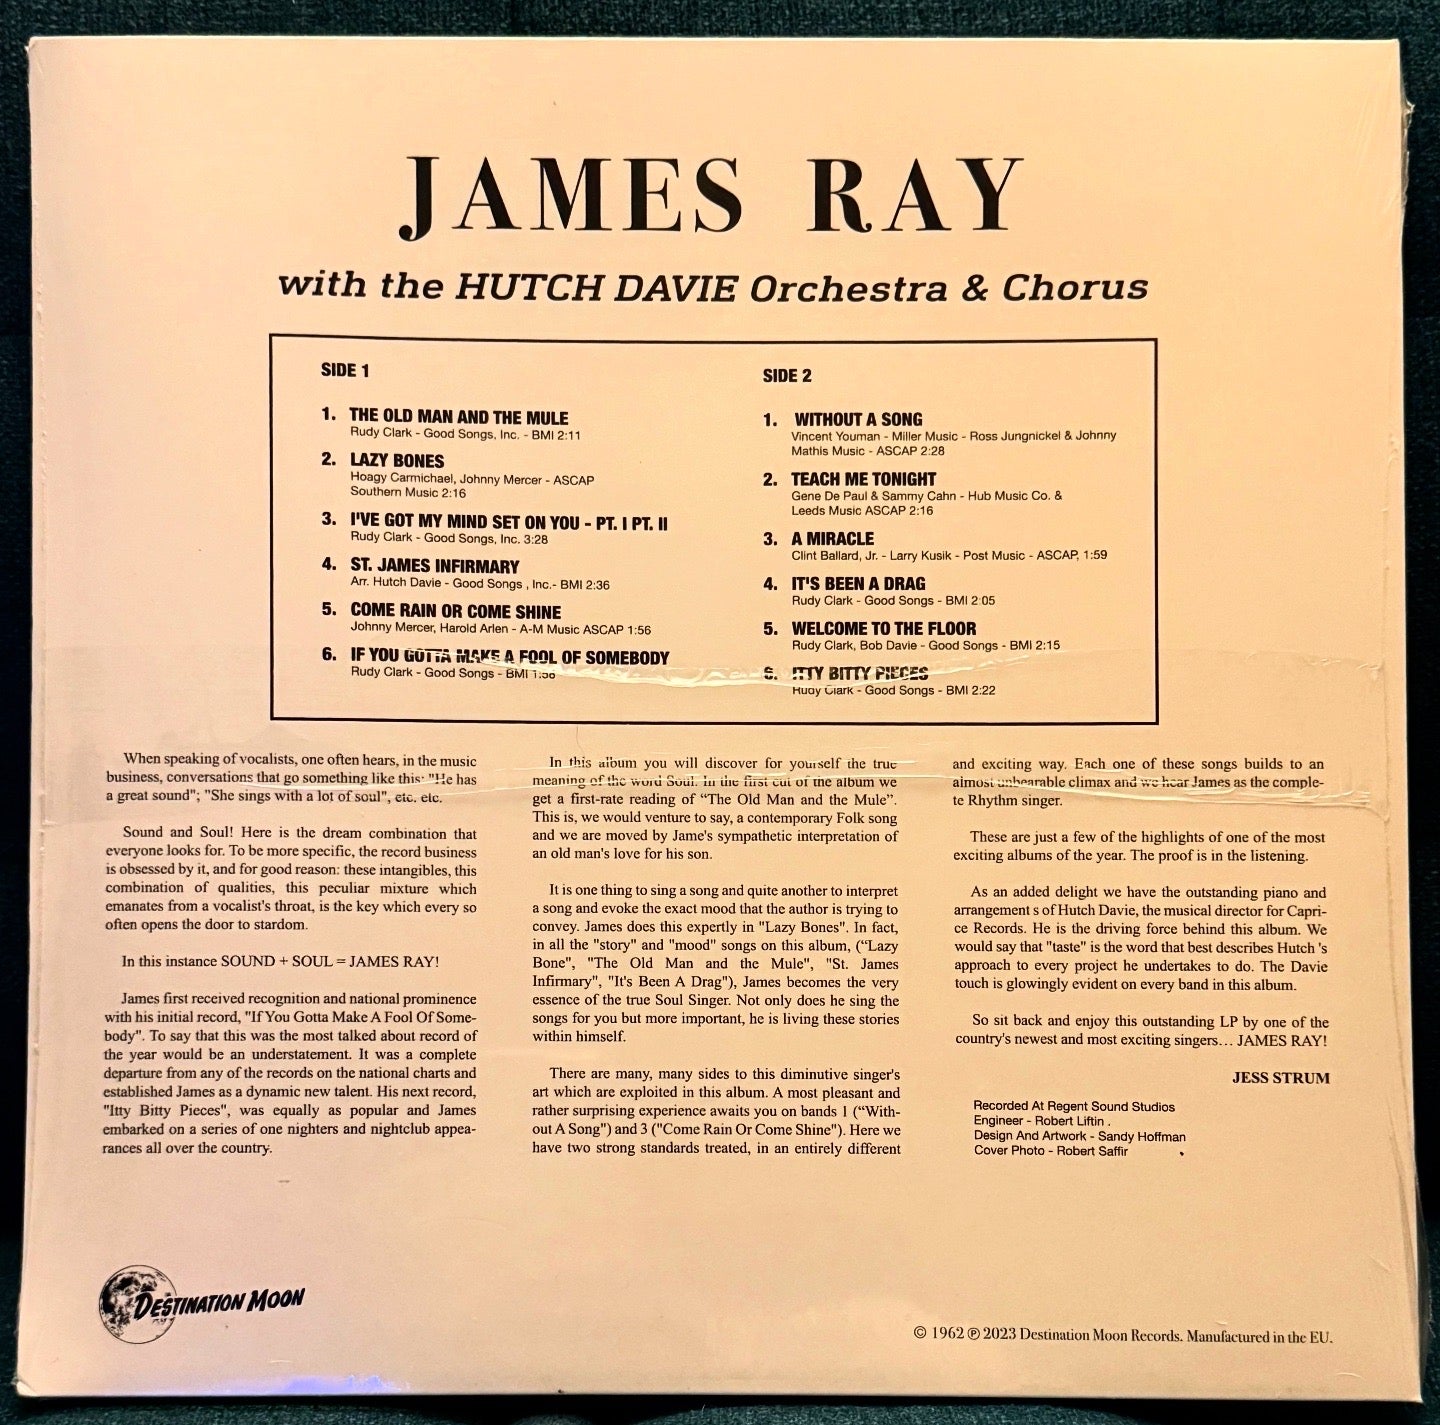 JAMES RAY
with the HUTCH DAVIE Orchestra & Chorus
SIDE 1
1. THE OLD MAN AND THE MULE
Rudy Clark - Good Songs, Inc. - BMI 2:11
2. LAZY BONES
Hoagy Carmichael, Johnny Mercer - ASCAP
Southern Music 2:16
3. I'VE GOT MY MIND SET ON YOU - PT. I PT. II
Rudy Clark - Good Songs, Inc. 3:28
4. ST. JAMES INFIRMARY
Arr. Hutch Davie - Good Songs , Inc.- BMI 2:36
5. COME RAIN OR COME SHINE
Johnny Mercer, Harold Arlen - A-M Music ASCAP 1:56
6. IF YOU GOTTA MAKE A FOOL OF SOMEBODY
Rudy Clark - Good Songs - BMI 1:58
SIDE 2
1. WITHOUT A SONG
Vincent Youman - Miller Music - Ross Jungnickel & Johnny
Mathis Music - ASCAP 2:28
2. TEACH ME TONIGHT
Gene De Paul & Sammy Cahn - Hub Music Co. &
Leeds Music ASCAP 2:16
3. A MIRACLE
Clint Ballard, Jr. - Larry Kusik - Post Music - ASCAP, 1:59
4. IT'S BEEN A DRAG
Rudy Clark - Good Songs - BMI 2:05
5. WELCOME TO THE FLOOR
Rudy Clark, Bob Davie - Good Songs - BMI 2:15
6. ITTY BITTY PIECES
Rudy Clark - Good Songs - BMI 2:22
When speaking of vocalists, one often hears, in the music
business, conversations that go something like this: "He has
a great sound"; "She sings with a lot of soul", etc. etc.
Sound and Soul! Here is the dream combination that
everyone looks for. To be more specific, the record business
is obsessed by it, and for good reason: these intangibles, this
combination of qualities, this peculiar mixture which
emanates from a vocalist's throat, is the key which every so
often opens the door to stardom.
In this instance SOUND + SOUL = JAMES RAY!
James first received recognition and national prominence
with his initial record, "If You Gotta Make A Fool Of Some-
body". To say that this was the most talked about record of
the year would be an understatement. It was a complete
departure from any of the records on the national charts and
established James as a dynamic new talent. His next record,
"Itty Bitty Pieces", was equally as popular and James
embarked on a series of one nighters and nightclub appea-
rances all over the country.
In this album you will discover for yourself the true
meaning of the word Soul. In the first cut of the album we
get a first-rate reading of “The Old Man and the Mule”.
This is, we would venture to say, a contemporary Folk song
and we are moved by Jame's sympathetic interpretation of
an old man's love for his son.
It is one thing to sing a song and quite another to interpret
a song and evoke the exact mood that the author is trying to
convey. James does this expertly in "Lazy Bones". In fact,
in all the "story" and "mood" songs on this album, (“Lazy
Bone", "The Old Man and the Mule", "St. James
Infirmary", "It's Been A Drag"), James becomes the very
essence of the true Soul Singer. Not only does he sing the
songs for you but more important, he is living these stories
within himself.
There are many, many sides to this diminutive singer's
art which are exploited in this album. A most pleasant and
rather surprising experience awaits you on bands 1 (“With-
out A Song") and 3 ("Come Rain Or Come Shine"). Here we
have two strong standards treated, in an entirely different
and exciting way. Each one of these songs builds to an
almost unbearable climax and we hear James as the comple-
te Rhythm singer.
These are just a few of the highlights of one of the most
exciting albums of the year. The proof is in the listening.
As an added delight we have the outstanding piano and
arrangement s of Hutch Davie, the musical director for Capri-
ce Records. He is the driving force behind this album. We
would say that "taste" is the word that best describes Hutch 's
approach to every project he undertakes to do. The Davie
touch is glowingly evident on every band in this album.
So sit back and enjoy this outstanding LP by one of the
country's newest and most exciting singers… JAMES RAY!
JESS STRUM
Recorded At Regent Sound Studios
Engineer - Robert Liftin .
Design And Artwork - Sandy Hoffman
Cover Photo - Robert Saffir
DESTINATION MOON
© 1962 ℗ 2023 Destination Moon Records. Manufactured in the EU.